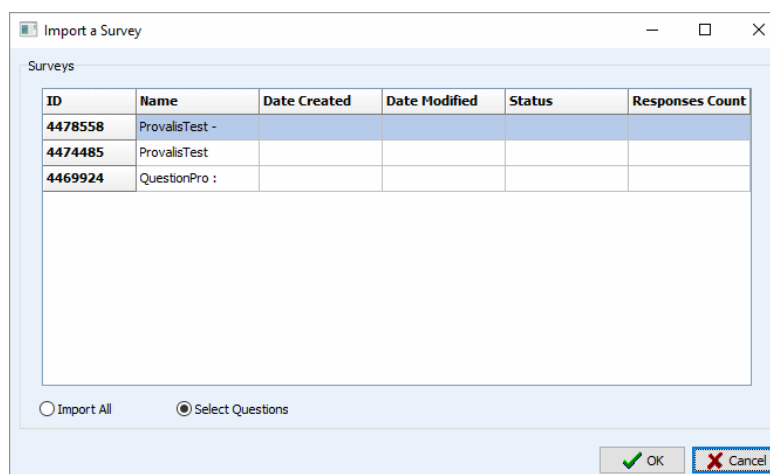 Import a Survey
Surveys
ID Name Date Created Date Modified Status Responses Count
4478558 ProvalisTest -
4474485 ProvalisTest
4469924 QuestionPro :
Import All Select Questions
OK Cancel